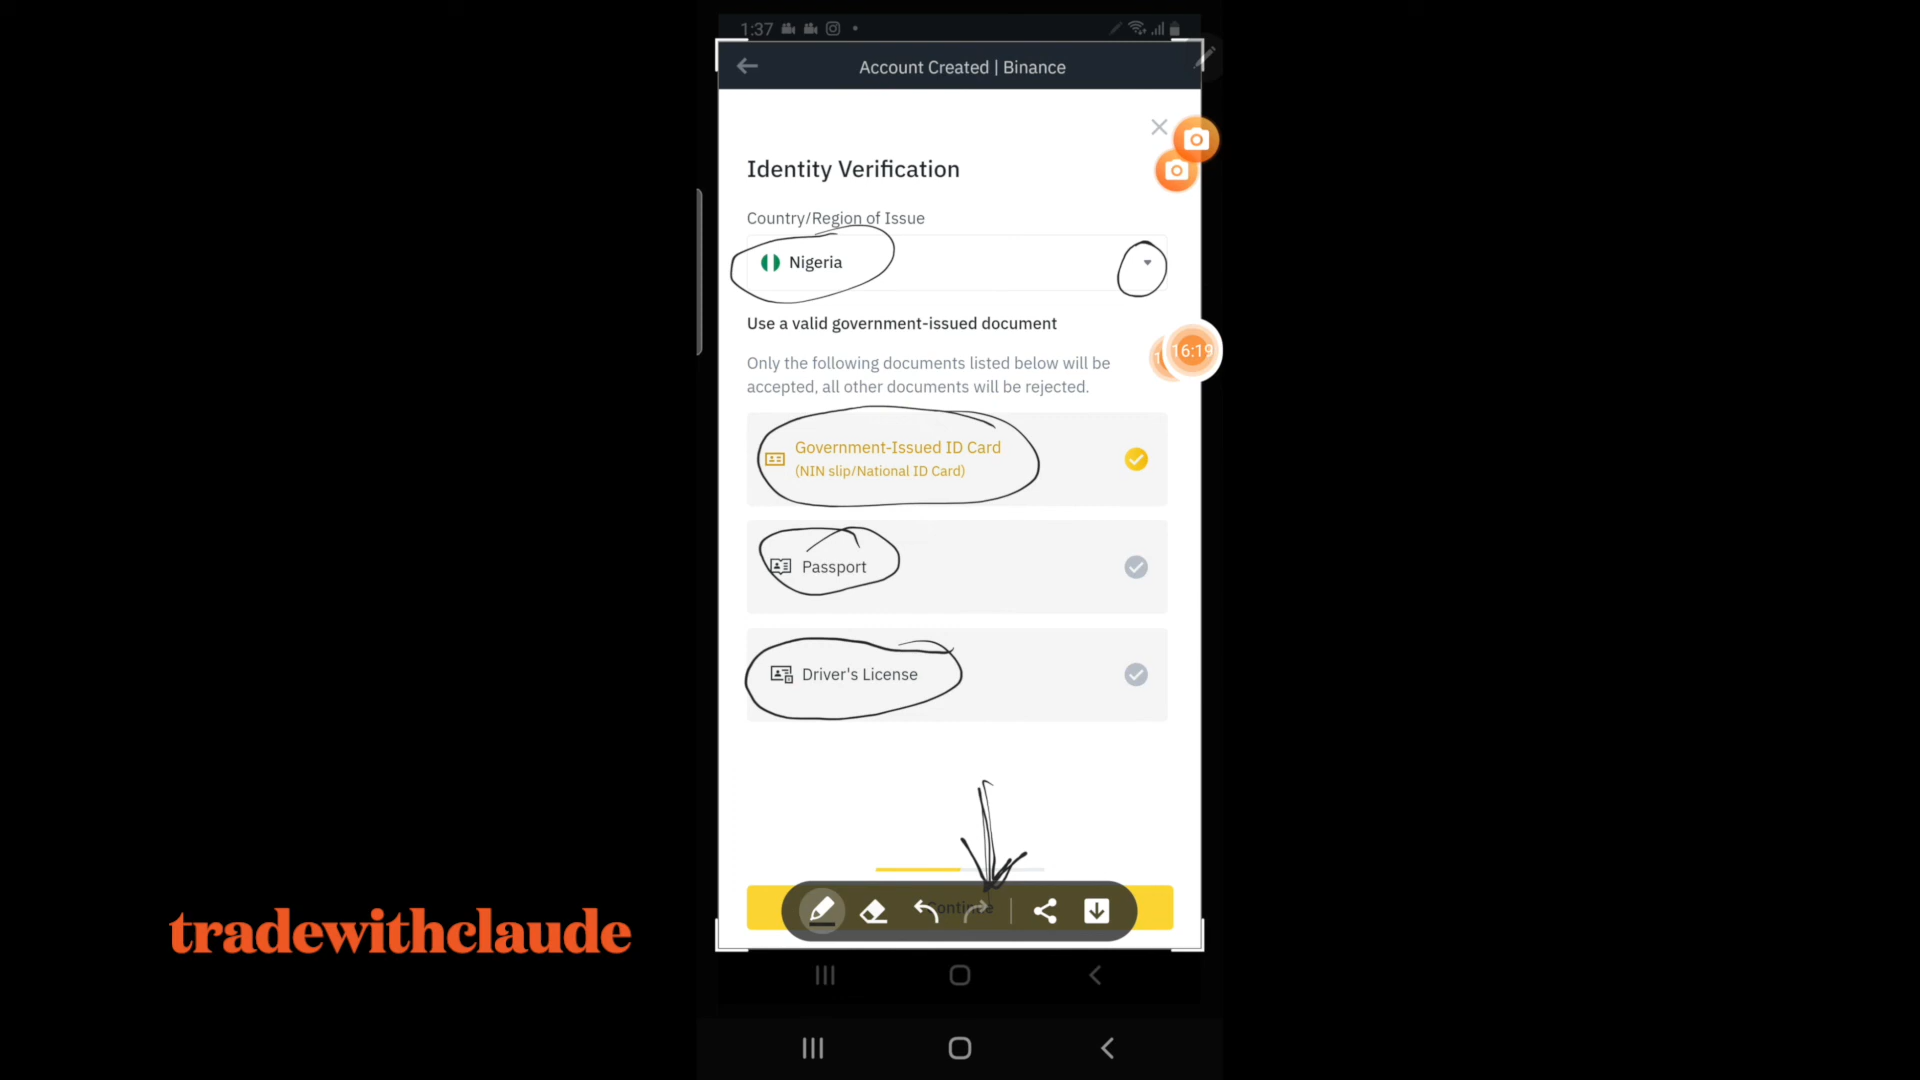 1:37
Account Created | Binance
Identity Verification
Country/Region of Issue
Nigeria
16:19
Use a valid government-issued document
Only the following documents listed below will be
accepted, all other documents will be rejected.
Government-Issued ID Card
(NIN slip/National ID Card)
Passport
Driver's License
Continue
tradewithclaude